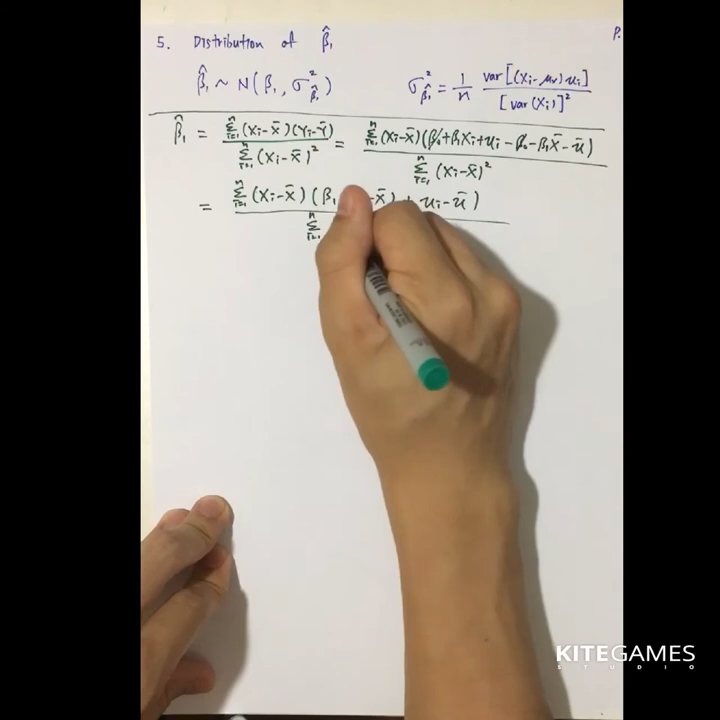 P.
5. Distribution of β̂₁
β̂₁ ~ N(β₁, σ²_β̂₁) σ²_β̂₁ = 1/n var[(Xi-μx)ui] / [var(Xi)]²
β̂₁ = Σⁿᵢ₌₁(Xi-X̄)(Yi-Ȳ) / Σⁿᵢ₌₁(Xi-X̄)² = Σⁿᵢ₌₁(Xi-X̄)(β₀+β₁Xi+ui-β₀-β₁X̄-ū) / Σⁿᵢ₌₁(Xi-X̄)²
= Σⁿᵢ₌₁(Xi-X̄)(β₁ -X̄) + ui-ū) / Σⁿᵢ₌₁
KITEGAMES
STUDIO